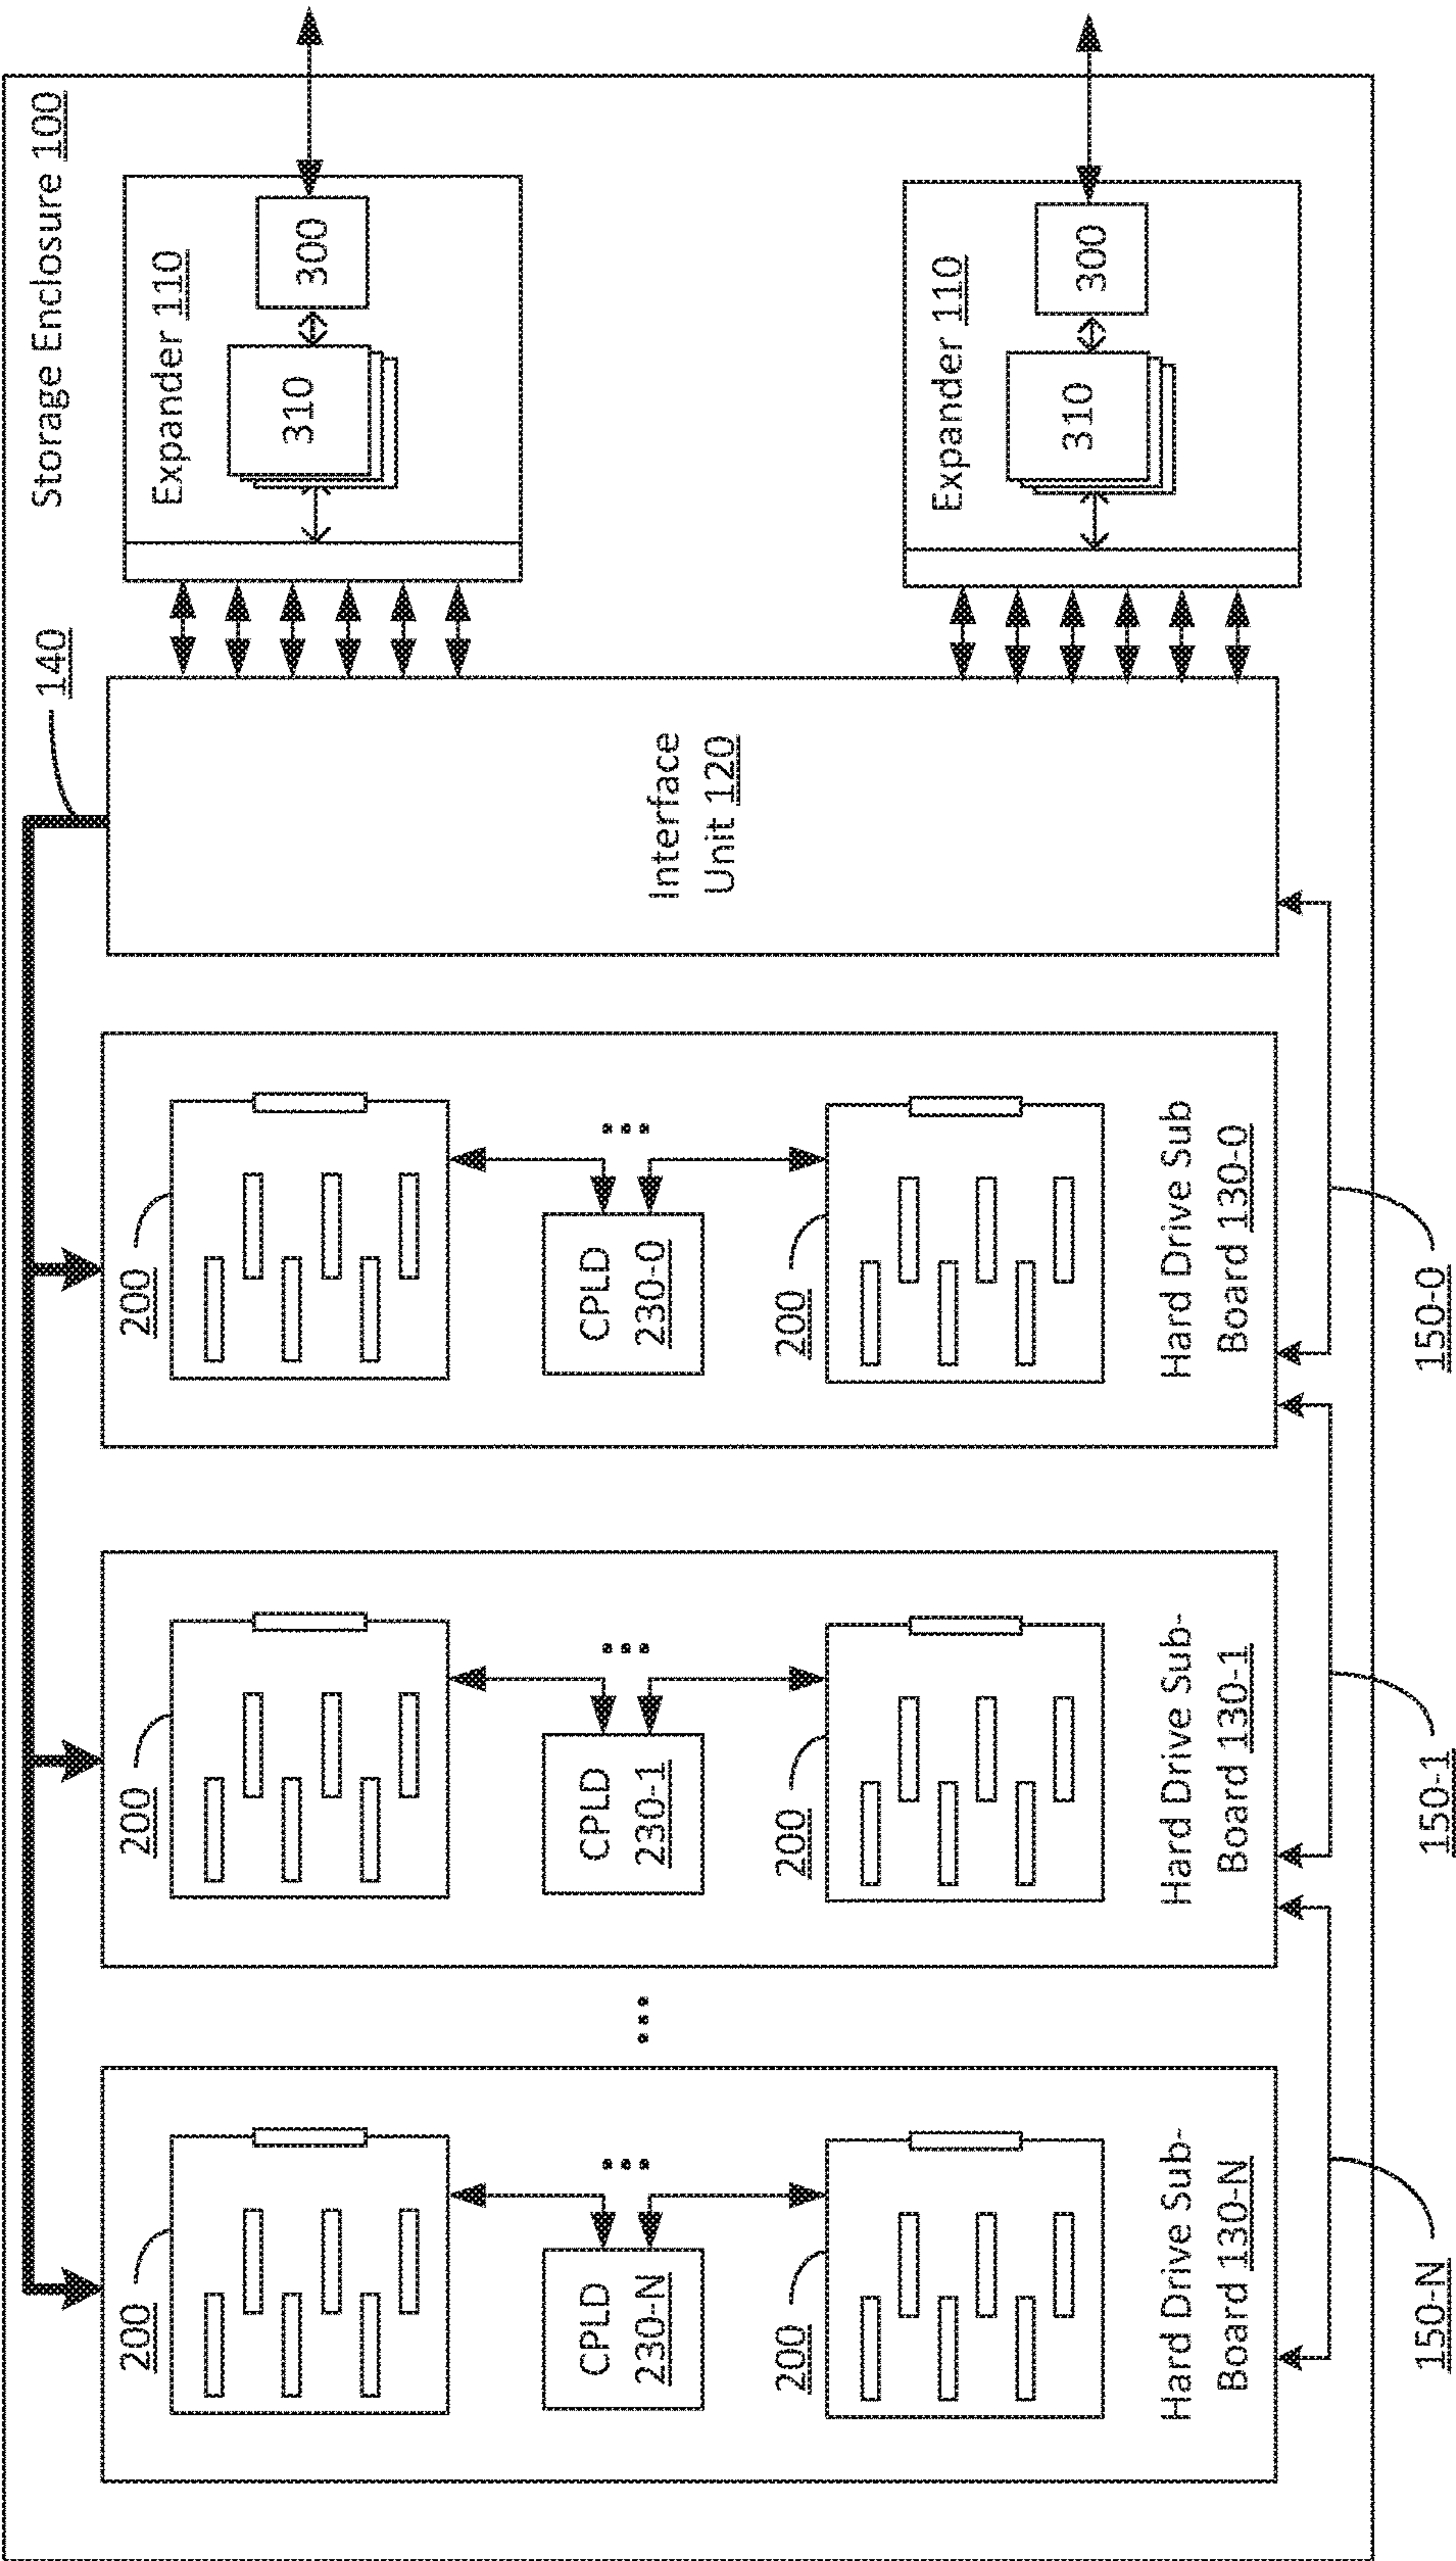 140
Storage Enclosure 100
200
200
200
Expander 110
310
300
CPLD
230-N
CPLD
230-1
CPLD
230-0
Interface
Unit 120
200
200
200
Expander 110
310
300
Hard Drive Sub-
Board 130-N
Hard Drive Sub-
Board 130-1
Hard Drive Sub
Board 130-0
150-N
150-1
150-0